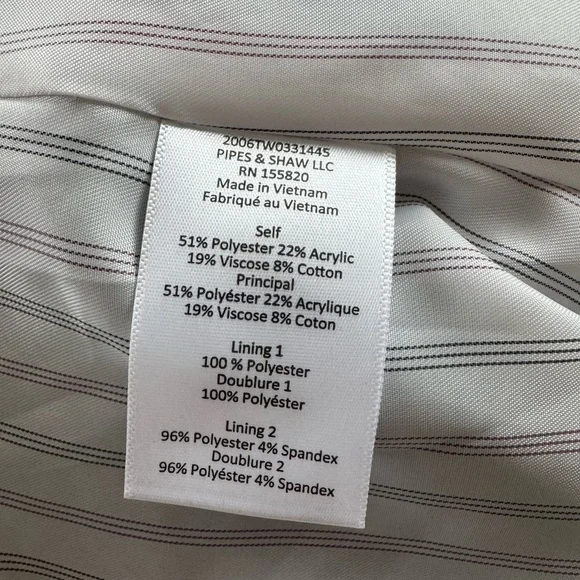 2006TW0331445
PIPES & SHAW LLC
RN 155820
Made in Vietnam
Fabriqué au Vietnam
Self
51% Polyester 22% Acrylic
19% Viscose 8% Cotton
Principal
51% Polyéster 22% Acrylique
19% Viscose 8% Coton
Lining 1
100 % Polyester
Doublure 1
100% Polyéster
Lining 2
96% Polyester 4% Spandex
Doublure 2
96% Polyéster 4% Spandex